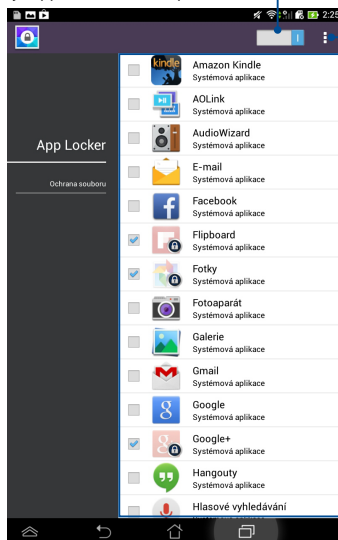 2:25
App Locker
Ochrana souboru
kindle
Amazon Kindle
Systémová aplikace
AOLink
Systémová aplikace
AudioWizard
Systémová aplikace
E-mail
Systémová aplikace
Facebook
Systémová aplikace
Flipboard
Systémová aplikace
Fotky
Systémová aplikace
Fotoaparát
Systémová aplikace
Galerie
Systémová aplikace
Gmail
Systémová aplikace
Google
Systémová aplikace
Google+
Systémová aplikace
Hangouty
Systémová aplikace
Hlasové vyhledávání